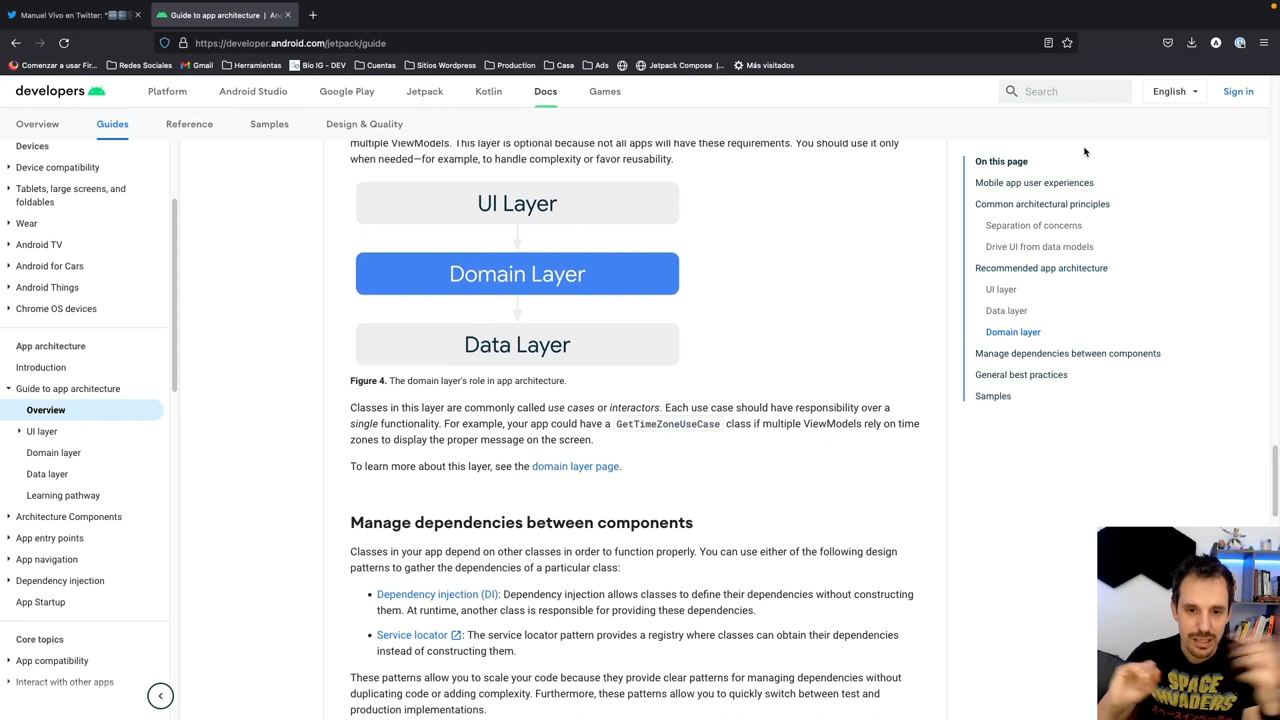 Manuel Vivo en Twitter: "
Guide to app architecture | And
https://developer.android.com/jetpack/guide
Comenzar a usar Fir...
Redes Sociales
Gmail
Herramientas
Bio IG - DEV
Cuentas
Sitios Wordpress
Production
Casa
Ads
Jetpack Compose |...
Más visitados
developers
Platform
Android Studio
Google Play
Jetpack
Kotlin
Docs
Games
Search
English
Sign in
Overview
Guides
Reference
Samples
Design & Quality
Devices
Device compatibility
Tablets, large screens, and
foldables
Wear
Android TV
Android for Cars
Android Things
Chrome OS devices
App architecture
Introduction
Guide to app architecture
Overview
UI layer
Domain layer
Data layer
Learning pathway
Architecture Components
App entry points
App navigation
Dependency injection
App Startup
Core topics
App compatibility
Interact with other apps
multiple ViewModels. This layer is optional because not all apps will have these requirements. You should use it only
when needed—for example, to handle complexity or favor reusability.
UI Layer
Domain Layer
Data Layer
Figure 4. The domain layer's role in app architecture.
Classes in this layer are commonly called use cases or interactors. Each use case should have responsibility over a
single functionality. For example, your app could have a GetTimeZoneUseCase class if multiple ViewModels rely on time
zones to display the proper message on the screen.
To learn more about this layer, see the domain layer page.
Manage dependencies between components
Classes in your app depend on other classes in order to function properly. You can use either of the following design
patterns to gather the dependencies of a particular class:
Dependency injection (DI): Dependency injection allows classes to define their dependencies without constructing
them. At runtime, another class is responsible for providing these dependencies.
Service locator: The service locator pattern provides a registry where classes can obtain their dependencies
instead of constructing them.
These patterns allow you to scale your code because they provide clear patterns for managing dependencies without
duplicating code or adding complexity. Furthermore, these patterns allow you to quickly switch between test and
production implementations.
On this page
Mobile app user experiences
Common architectural principles
Separation of concerns
Drive UI from data models
Recommended app architecture
UI layer
Data layer
Domain layer
Manage dependencies between components
General best practices
Samples
SPACE
INVADERS